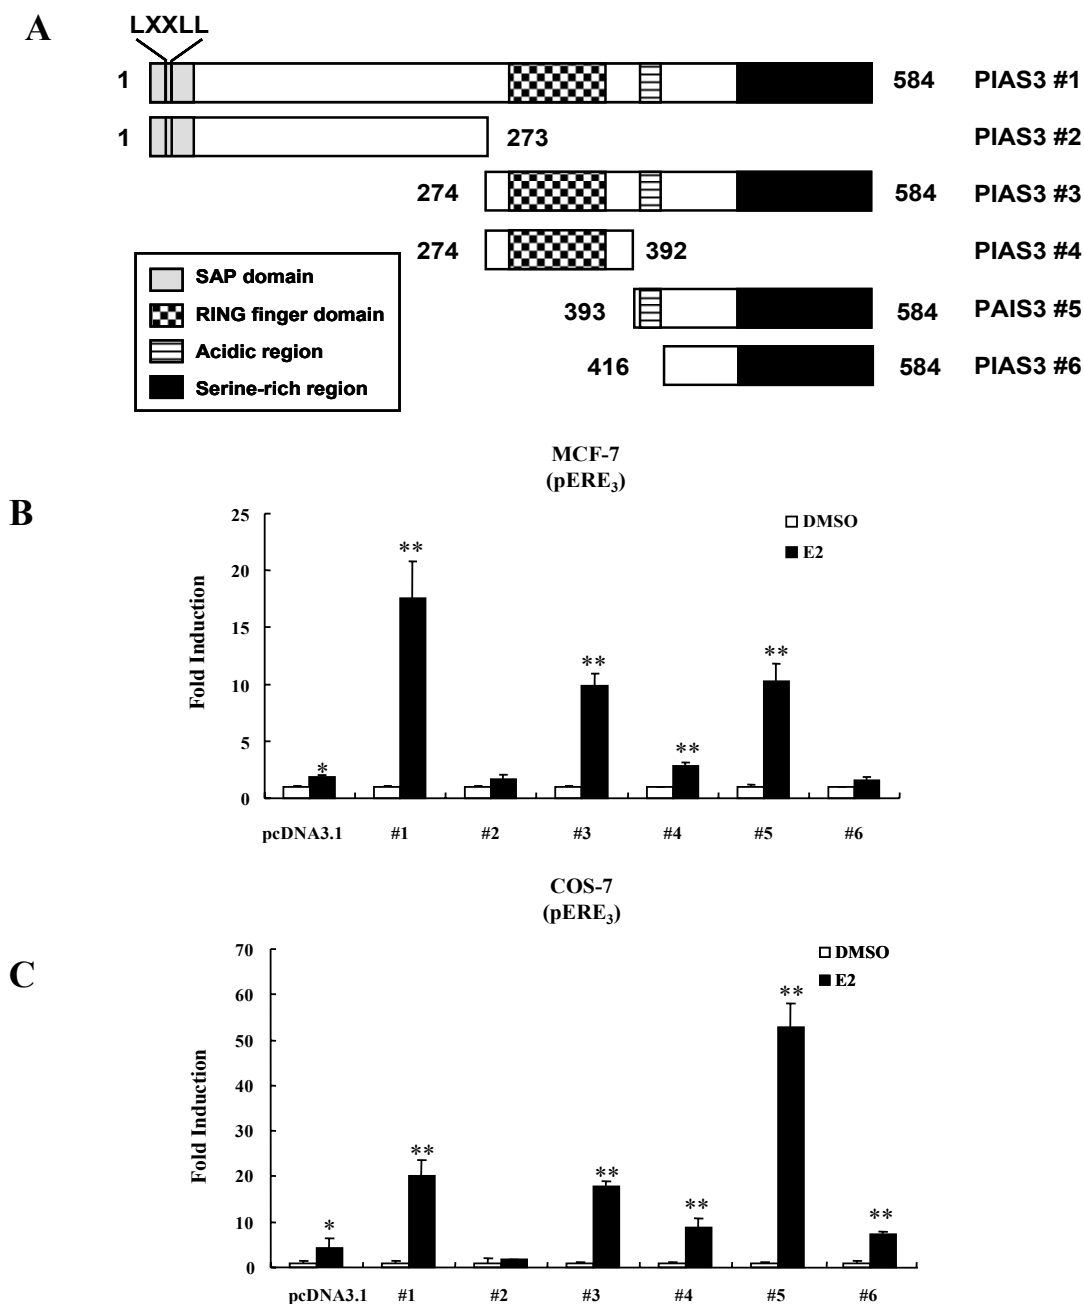 A
LXXLL
1 584 PIAS3 #1
1 273 PIAS3 #2
274 584 PIAS3 #3
274 392 PIAS3 #4
393 584 PAIS3 #5
416 584 PIAS3 #6
SAP domain
RING finger domain
Acidic region
Serine-rich region
B
MCF-7
(pERE3)
DMSO
E2
Fold Induction
25
20
15
10
5
0
*
**
**
**
**
pcDNA3.1 #1 #2 #3 #4 #5 #6
C
COS-7
(pERE3)
DMSO
E2
Fold Induction
70
60
50
40
30
20
10
0
*
**
**
**
**
**
pcDNA3.1 #1 #2 #3 #4 #5 #6